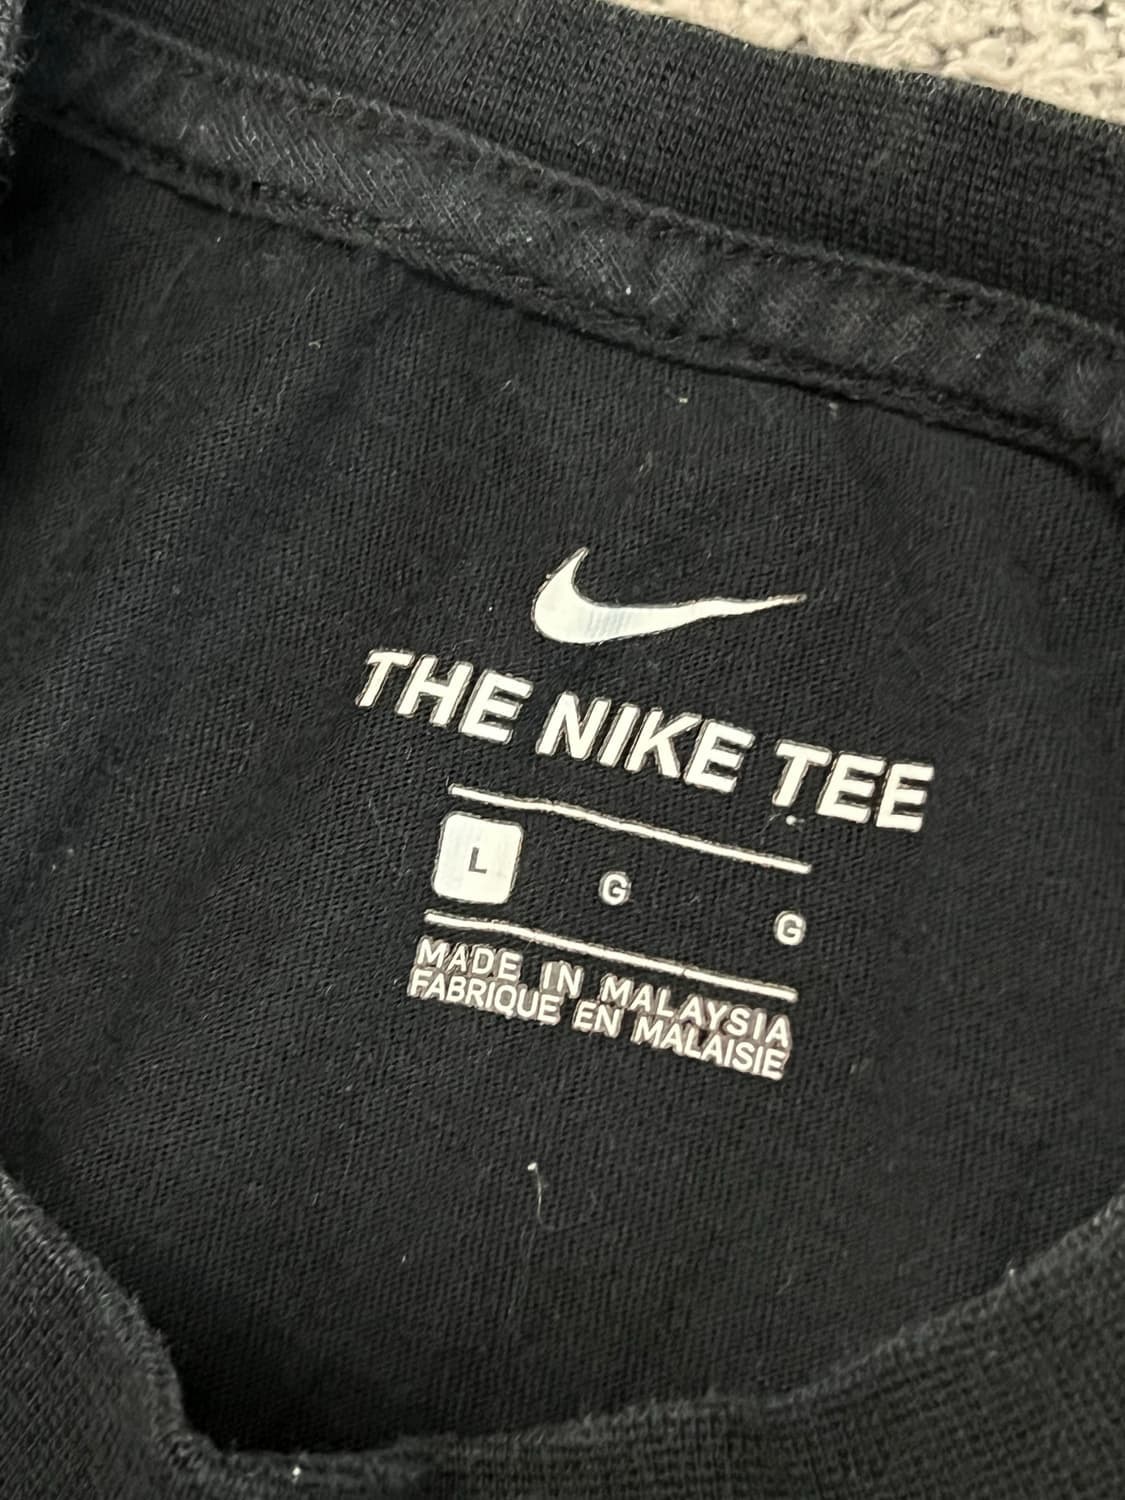 THE NIKE TEE
L G G
MADE IN MALAYSIA
FABRIQUE EN MALAISIE